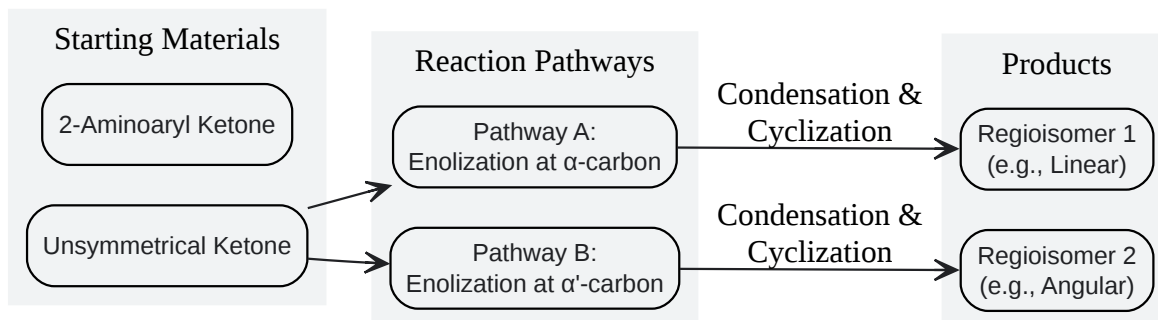 Starting Materials
2-Aminoaryl Ketone
Unsymmetrical Ketone
Reaction Pathways
Pathway A:
Enolization at α-carbon
Pathway B:
Enolization at α'-carbon
Condensation &
Cyclization
Condensation &
Cyclization
Products
Regioisomer 1
(e.g., Linear)
Regioisomer 2
(e.g., Angular)